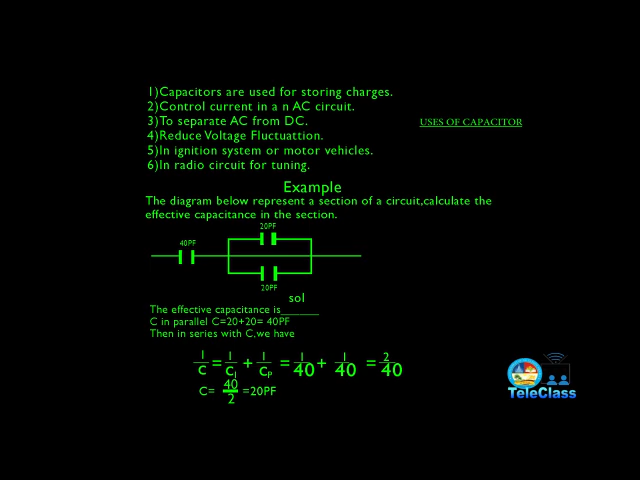 1)Capacitors are used for storing charges.
2)Control current in a n AC circuit.
3)To separate AC from DC.
USES OF CAPACITOR
4)Reduce Voltage Fluctuattion.
5)In ignition system or motor vehicles.
6)In radio circuit for tuning.
Example
The diagram below represent a section of a circuit,calculate the
effective capacitance in the section.
20PF
40PF
20PF
sol
The effective capacitance is_______
C in parallel C=20+20= 40PF
Then in series with C,we have
1/C = 1/C₁ + 1/Cₚ = 1/40 + 1/40 = 2/40
C= 40/2 =20PF
TeleClass